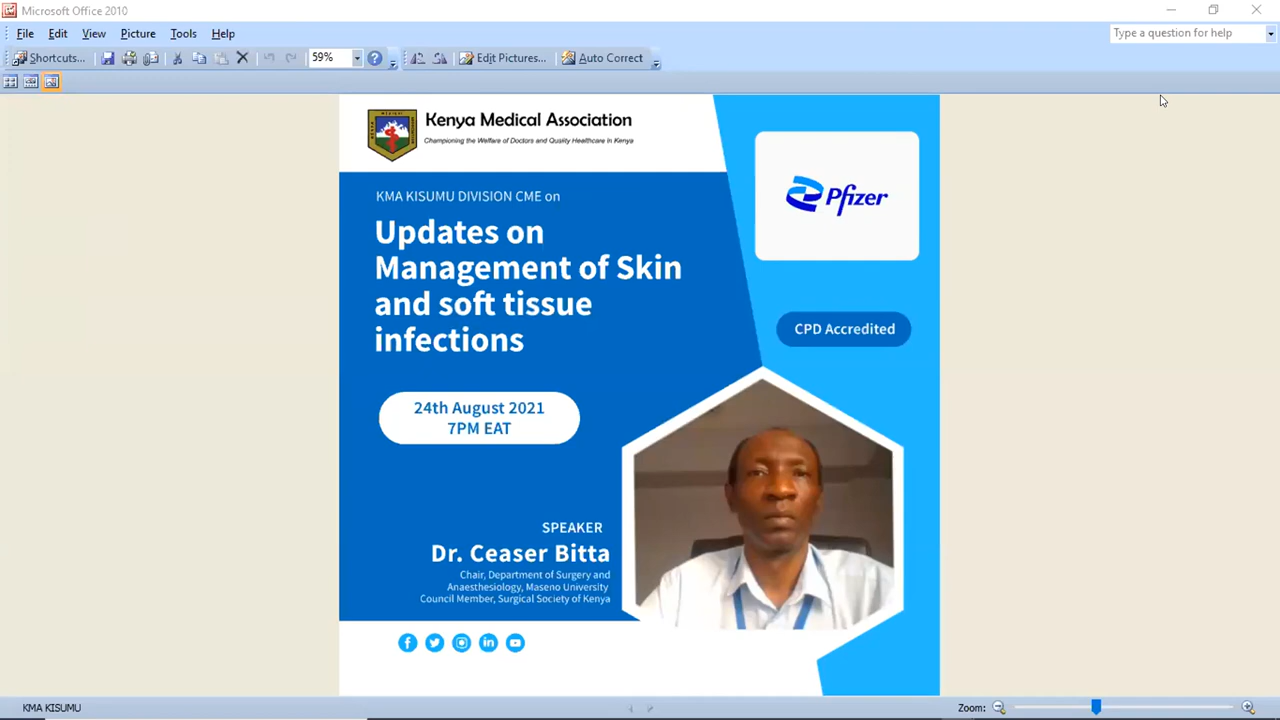 Microsoft Office 2010
File Edit View Picture Tools Help
Type a question for help
Shortcuts... 59% Edit Pictures... Auto Correct
Kenya Medical Association
Championing the Welfare of Doctors and Quality Healthcare in Kenya
Pfizer
KMA KISUMU DIVISION CME on
Updates on
Management of Skin
and soft tissue
infections
CPD Accredited
24th August 2021
7PM EAT
SPEAKER
Dr. Ceaser Bitta
Chair, Department of Surgery and
Anaesthesiology, Maseno University
Council Member, Surgical Society of Kenya
KMA KISUMU
Zoom: